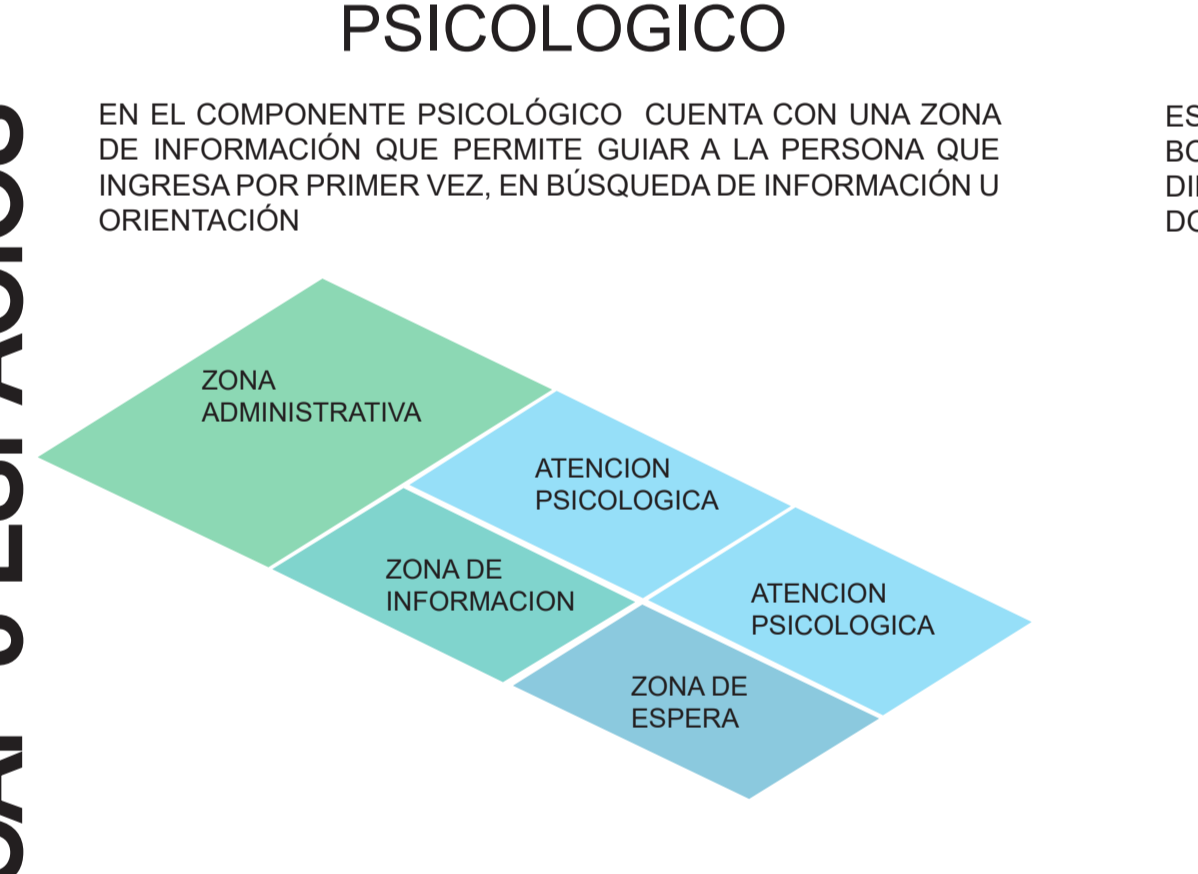 PSICOLOGICO
EN EL COMPONENTE PSICOLÓGICO CUENTA CON UNA ZONA
DE INFORMACIÓN QUE PERMITE GUIAR A LA PERSONA QUE
INGRESA POR PRIMER VEZ, EN BÚSQUEDA DE INFORMACIÓN U
ORIENTACIÓN
ZONA
ADMINISTRATIVA
ATENCION
PSICOLOGICA
ZONA DE
INFORMACION
ATENCION
PSICOLOGICA
ZONA DE
ESPERA